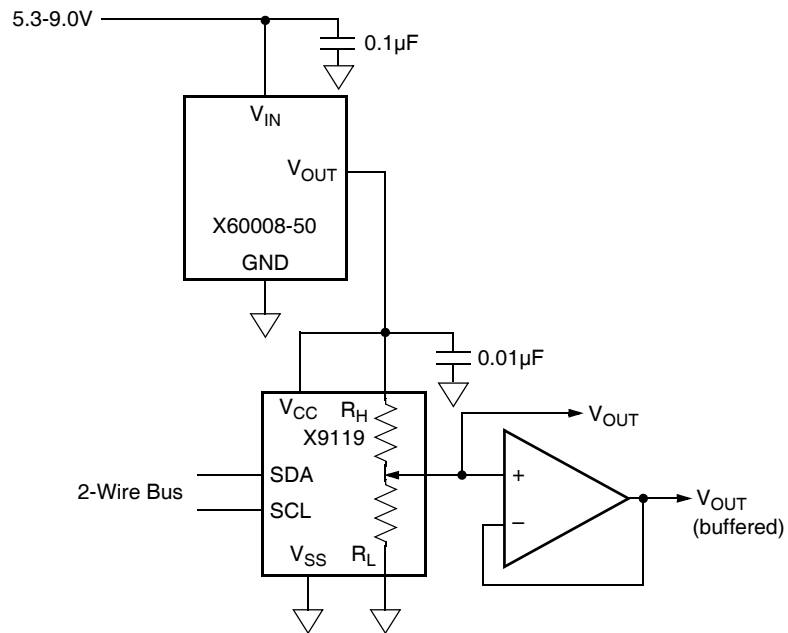 5.3-9.0V
0.1µF
VIN
VOUT
X60008-50
GND
0.01µF
VCC
RH
X9119
VOUT
2-Wire Bus
SDA
SCL
+
−
VOUT
(buffered)
VSS
RL